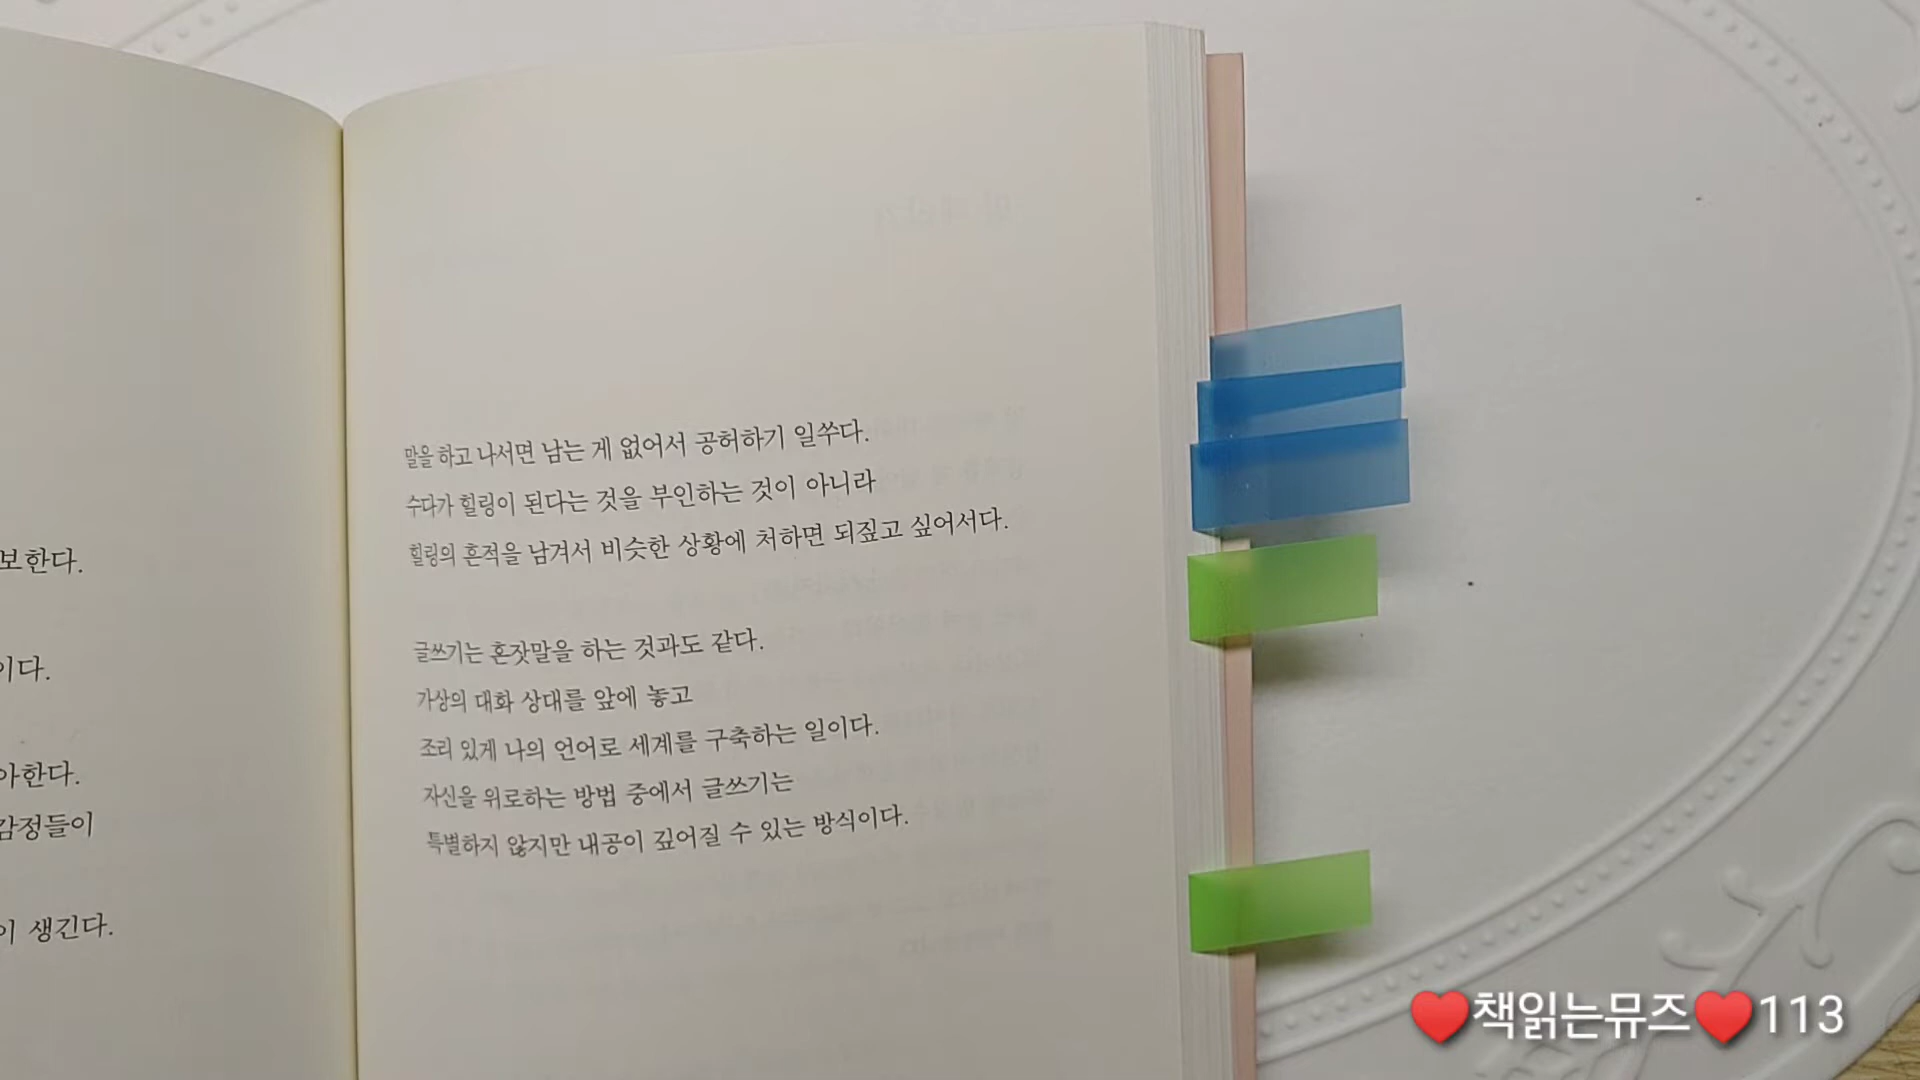 보한다.
이다.
아한다.
감정들이
이 생긴다.
말을 하고 나서면 남는 게 없어서 공허하기 일쑤다.
수다가 힐링이 된다는 것을 부인하는 것이 아니라
힐링의 흔적을 남겨서 비슷한 상황에 처하면 되짚고 싶어서다.
글쓰기는 혼잣말을 하는 것과도 같다.
가상의 대화 상대를 앞에 놓고
조리 있게 나의 언어로 세계를 구축하는 일이다.
자신을 위로하는 방법 중에서 글쓰기는
특별하지 않지만 내공이 깊어질 수 있는 방식이다.
❤️책읽는뮤즈❤️113